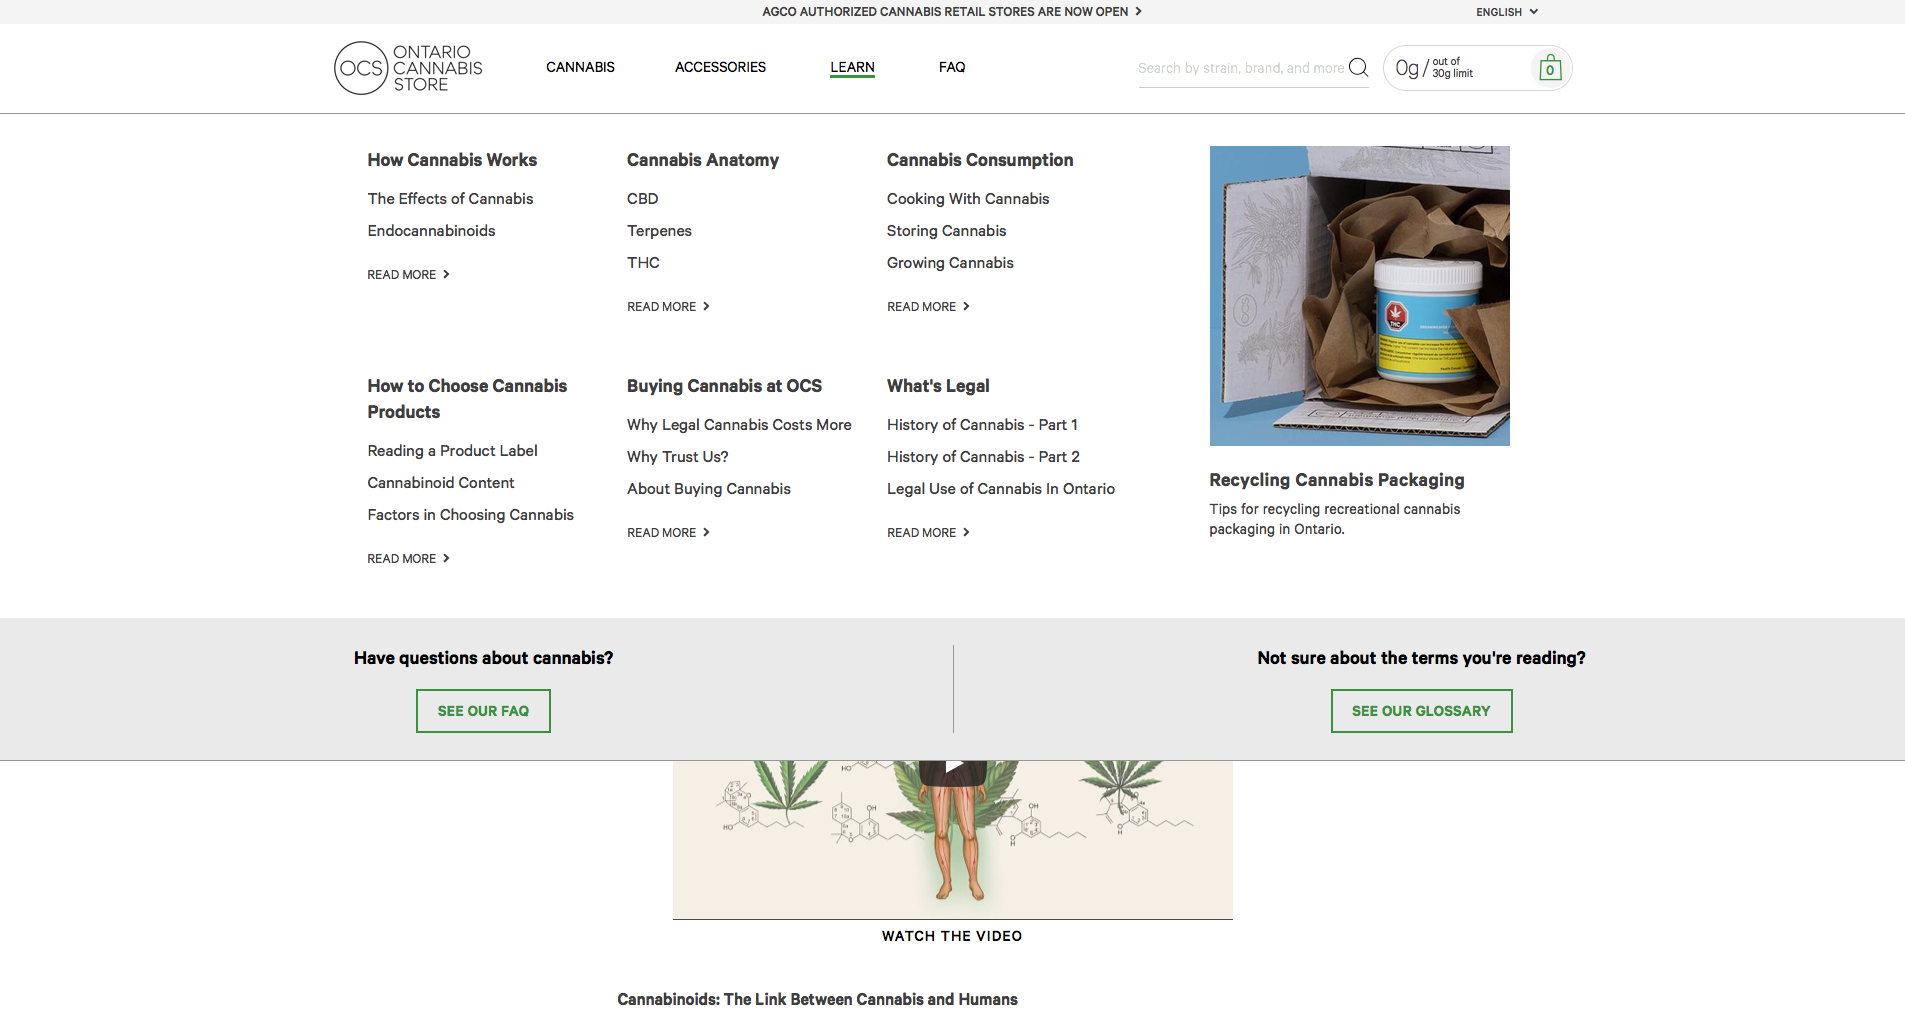 AGCO AUTHORIZED CANNABIS RETAIL STORES ARE NOW OPEN
ENGLISH
OCS
ONTARIO
CANNABIS
STORE
CANNABIS
ACCESSORIES
LEARN
FAQ
Search by strain, brand, and more
0g/
out of
30g limit
0
How Cannabis Works
The Effects of Cannabis
Endocannabinoids
READ MORE
Cannabis Anatomy
CBD
Terpenes
THC
READ MORE
Cannabis Consumption
Cooking With Cannabis
Storing Cannabis
Growing Cannabis
READ MORE
THC
How to Choose Cannabis
Products
Reading a Product Label
Cannabinoid Content
Factors in Choosing Cannabis
READ MORE
Buying Cannabis at OCS
Why Legal Cannabis Costs More
Why Trust Us?
About Buying Cannabis
READ MORE
What's Legal
History of Cannabis - Part 1
History of Cannabis - Part 2
Legal Use of Cannabis In Ontario
READ MORE
Recycling Cannabis Packaging
Tips for recycling recreational cannabis
packaging in Ontario.
Have questions about cannabis?
SEE OUR FAQ
Not sure about the terms you're reading?
SEE OUR GLOSSARY
HO
OH
OH
HO
O
H
O
H
WATCH THE VIDEO
Cannabinoids: The Link Between Cannabis and Humans